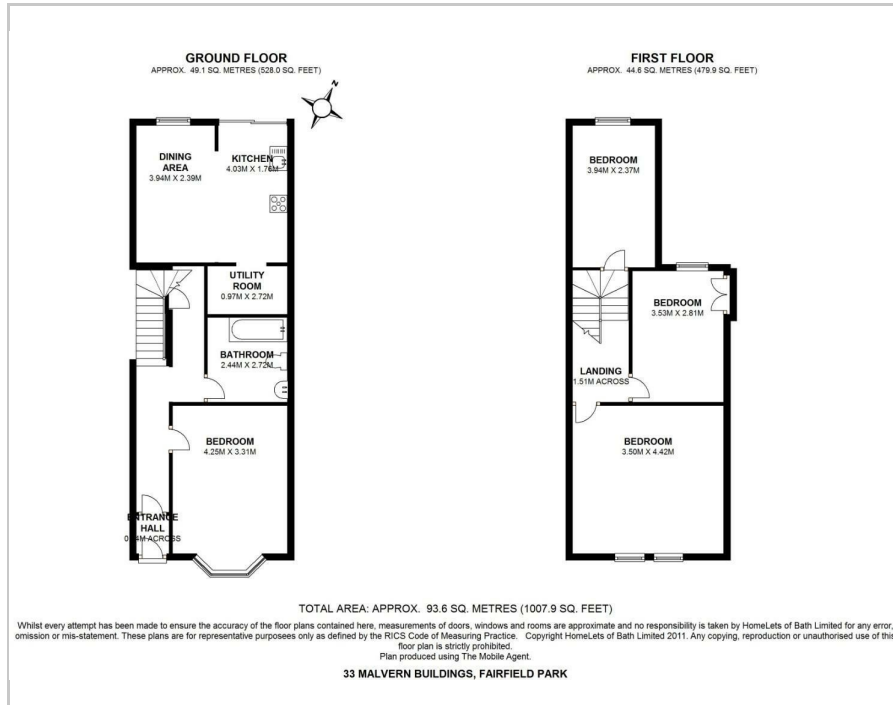 GROUND FLOOR
APPROX. 49.1 SQ. METRES (528.0 SQ. FEET)
N
DINING
AREA
3.94M X 2.39M
KITCHEN
4.03M X 1.76M
UTILITY
ROOM
0.97M X 2.72M
BATHROOM
2.44M X 2.72M
BEDROOM
4.25M X 3.31M
ENTRANCE
HALL
ACROSS
FIRST FLOOR
APPROX. 44.6 SQ. METRES (479.9 SQ. FEET)
BEDROOM
3.94M X 2.37M
BEDROOM
3.53M X 2.81M
LANDING
1.51M ACROSS
BEDROOM
3.50M X 4.42M
TOTAL AREA: APPROX. 93.6 SQ. METRES (1007.9 SQ. FEET)
Whilst every attempt has been made to ensure the accuracy of the floor plans contained here, measurements of doors, windows and rooms are approximate and no responsibility is taken by HomeLets of Bath Limited for any error,
omission or mis-statement. These plans are for representative purposees only as defined by the RICS Code of Measuring Practice. Copyright HomeLets of Bath Limited 2011. Any copying, reproduction or unauthorised use of this
floor plan is strictly prohibited.
Plan produced using The Mobile Agent.
33 MALVERN BUILDINGS, FAIRFIELD PARK